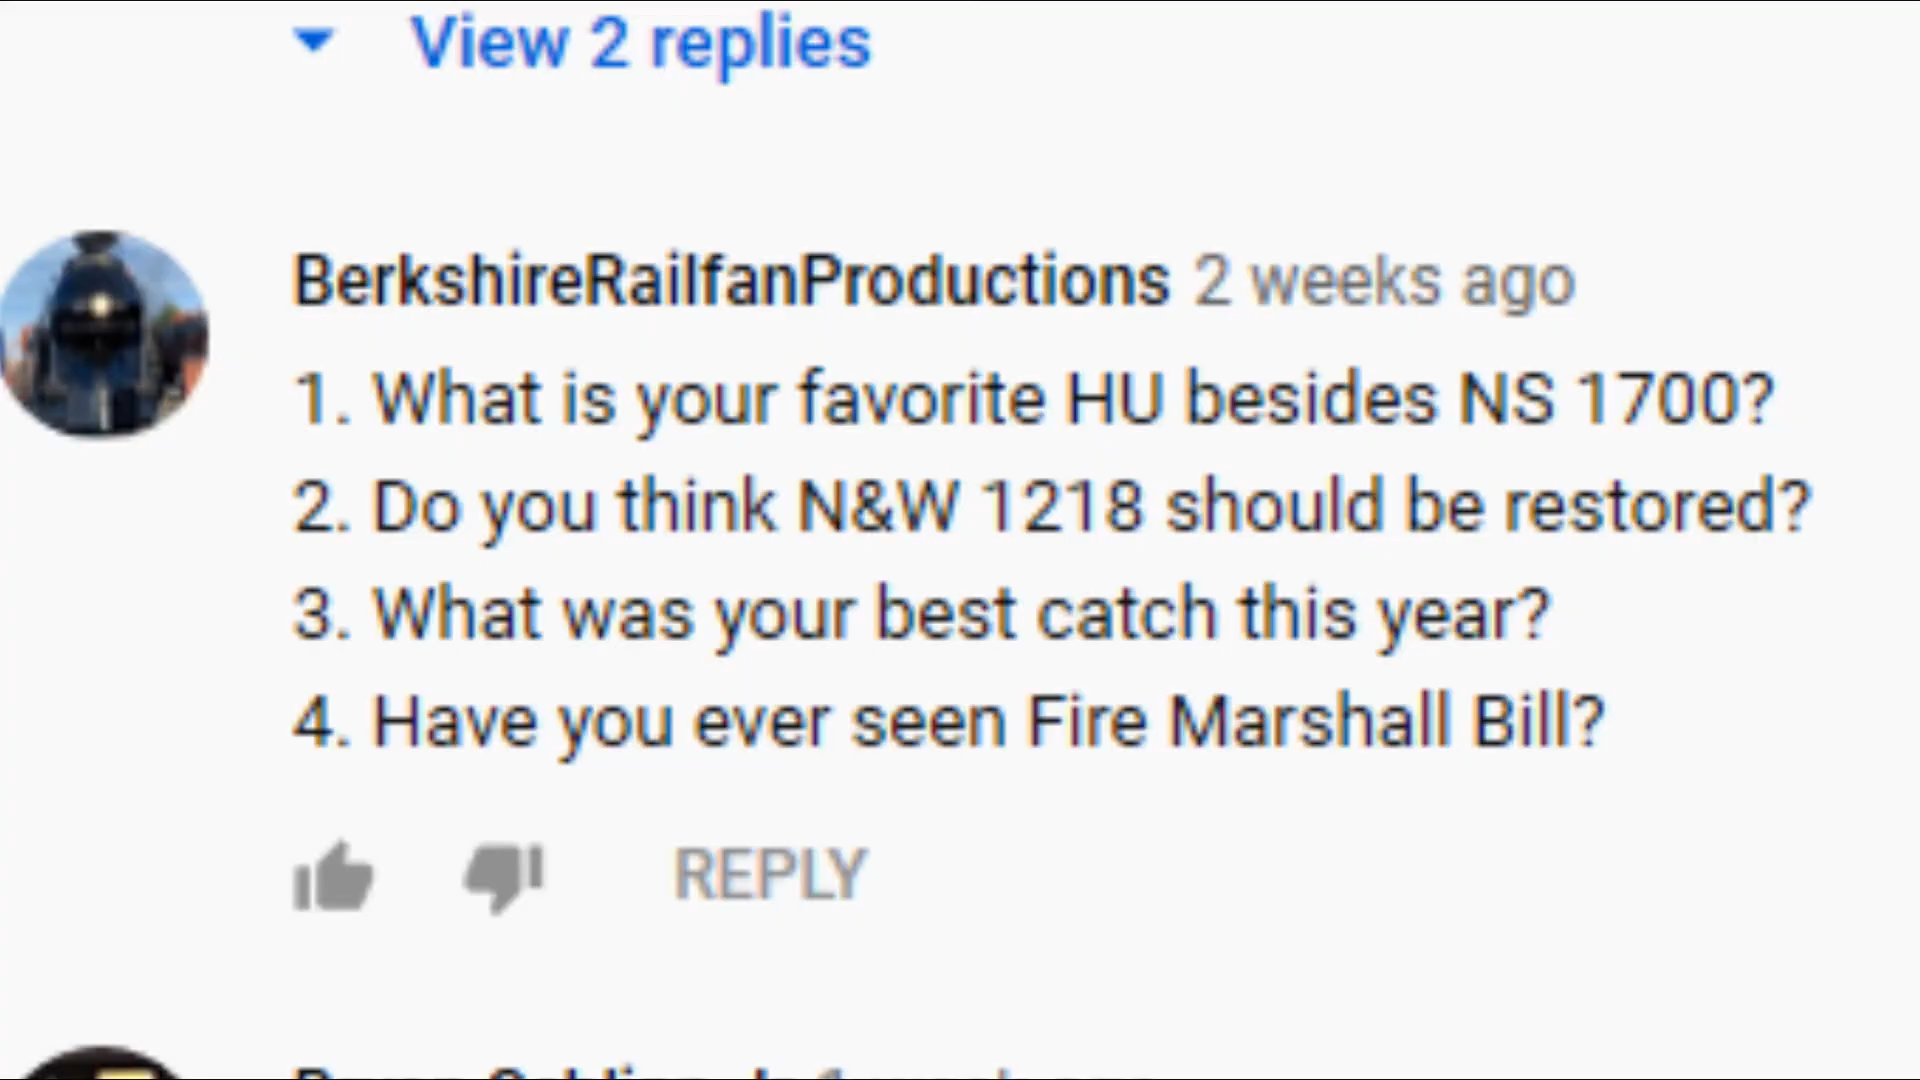 View 2 replies
BerkshireRailfanProductions 2 weeks ago
1. What is your favorite HU besides NS 1700?
2. Do you think N&W 1218 should be restored?
3. What was your best catch this year?
4. Have you ever seen Fire Marshall Bill?
REPLY